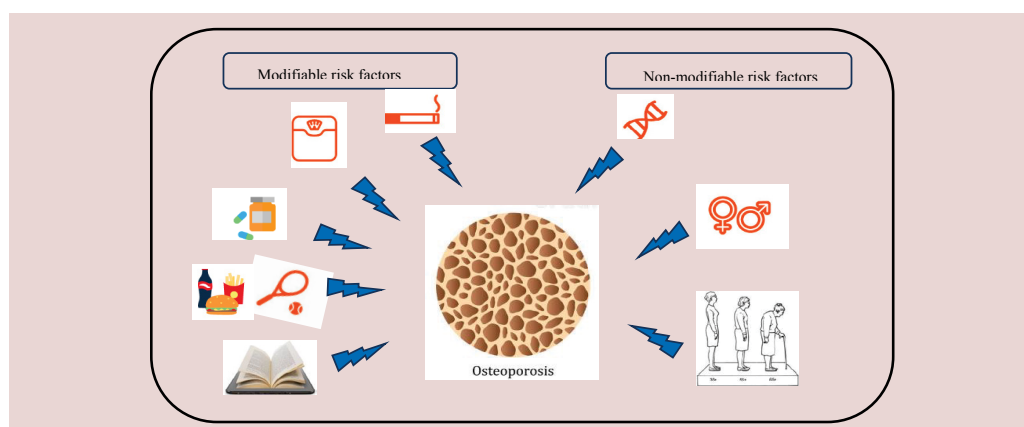 Modifiable risk factors
Non-modifiable risk factors
Osteoporosis